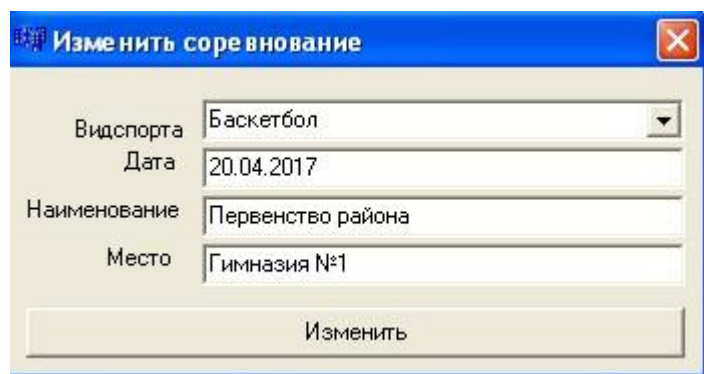 Изменить соревнование
Видспорта Баскетбол
Дата 20.04.2017
Наименование Первенство района
Место Гимназия №1
Изменить